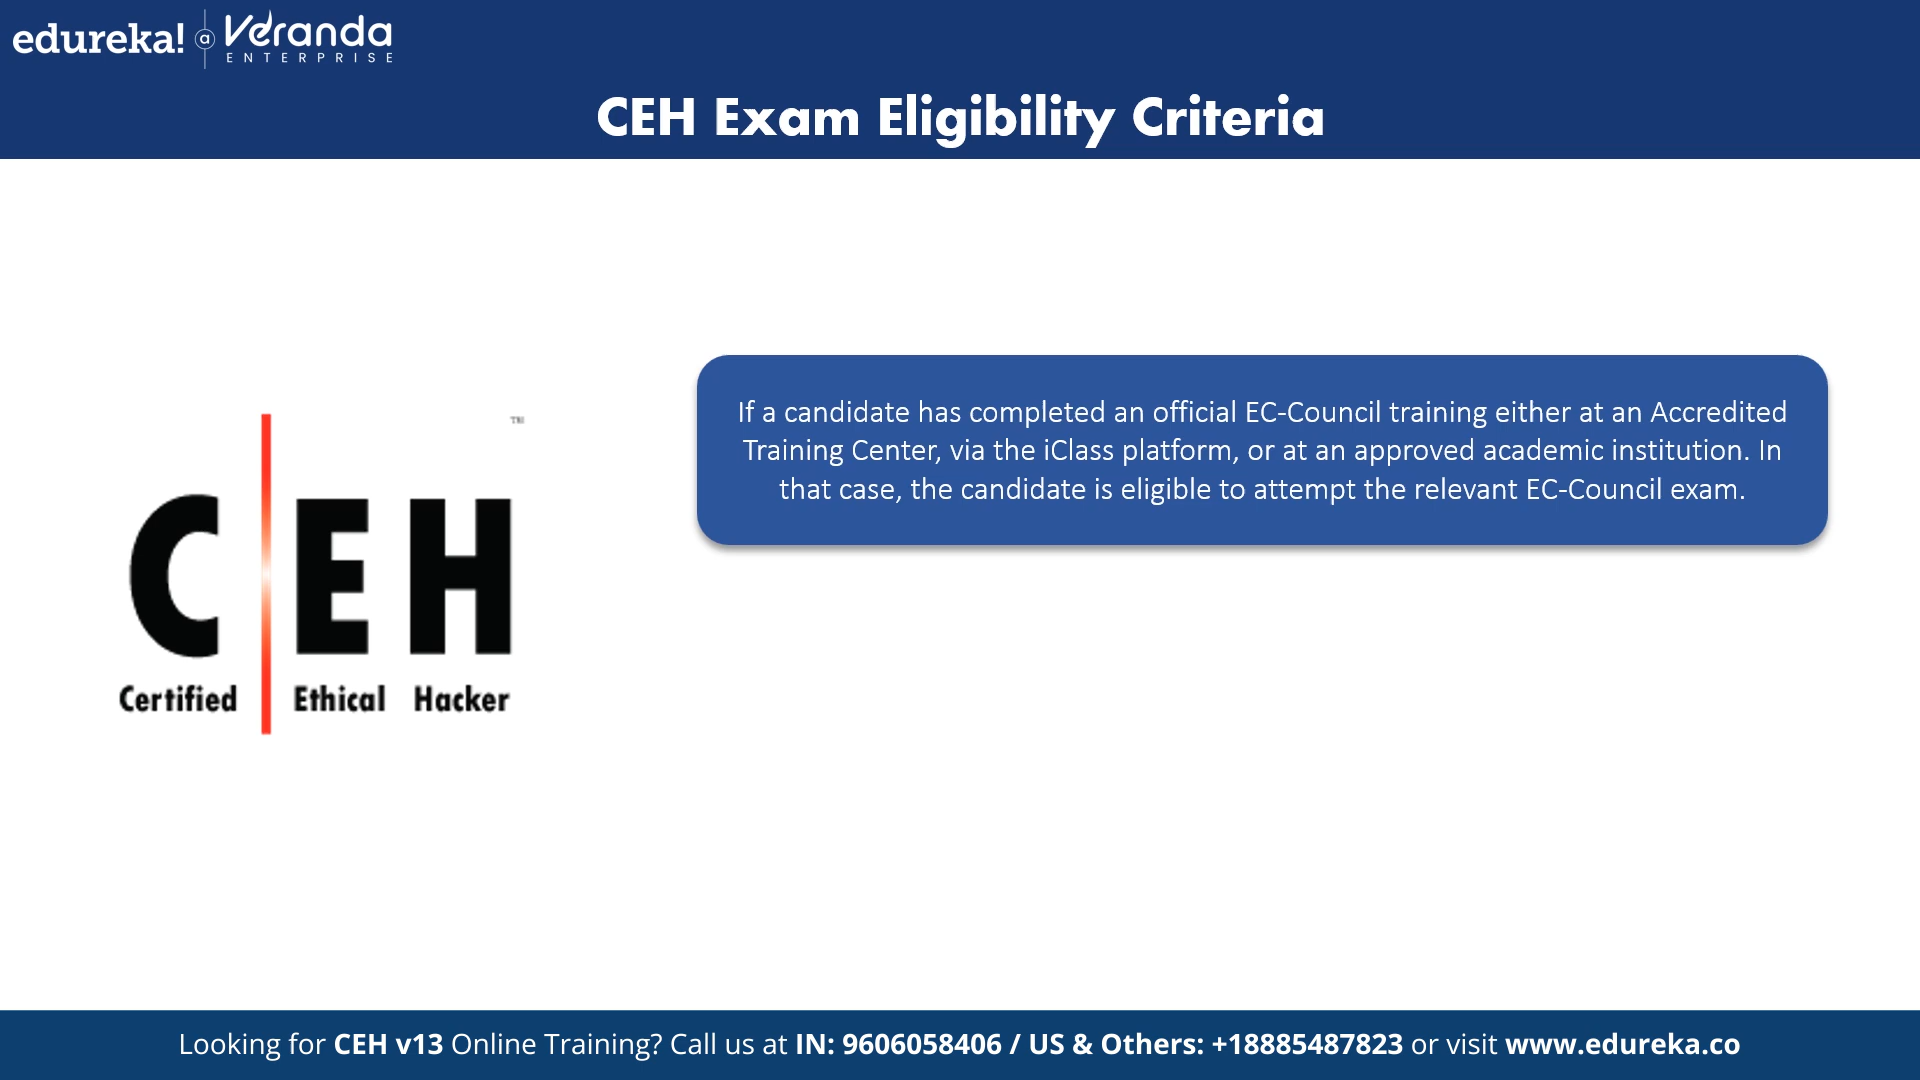 edureka! a Veranda
ENTERPRISE
CEH Exam Eligibility Criteria
If a candidate has completed an official EC-Council training either at an Accredited
Training Center, via the iClass platform, or at an approved academic institution. In
that case, the candidate is eligible to attempt the relevant EC-Council exam.
TM
C EH
Certified Ethical Hacker
Looking for CEH v13 Online Training? Call us at IN: 9606058406 / US & Others: +18885487823 or visit www.edureka.co